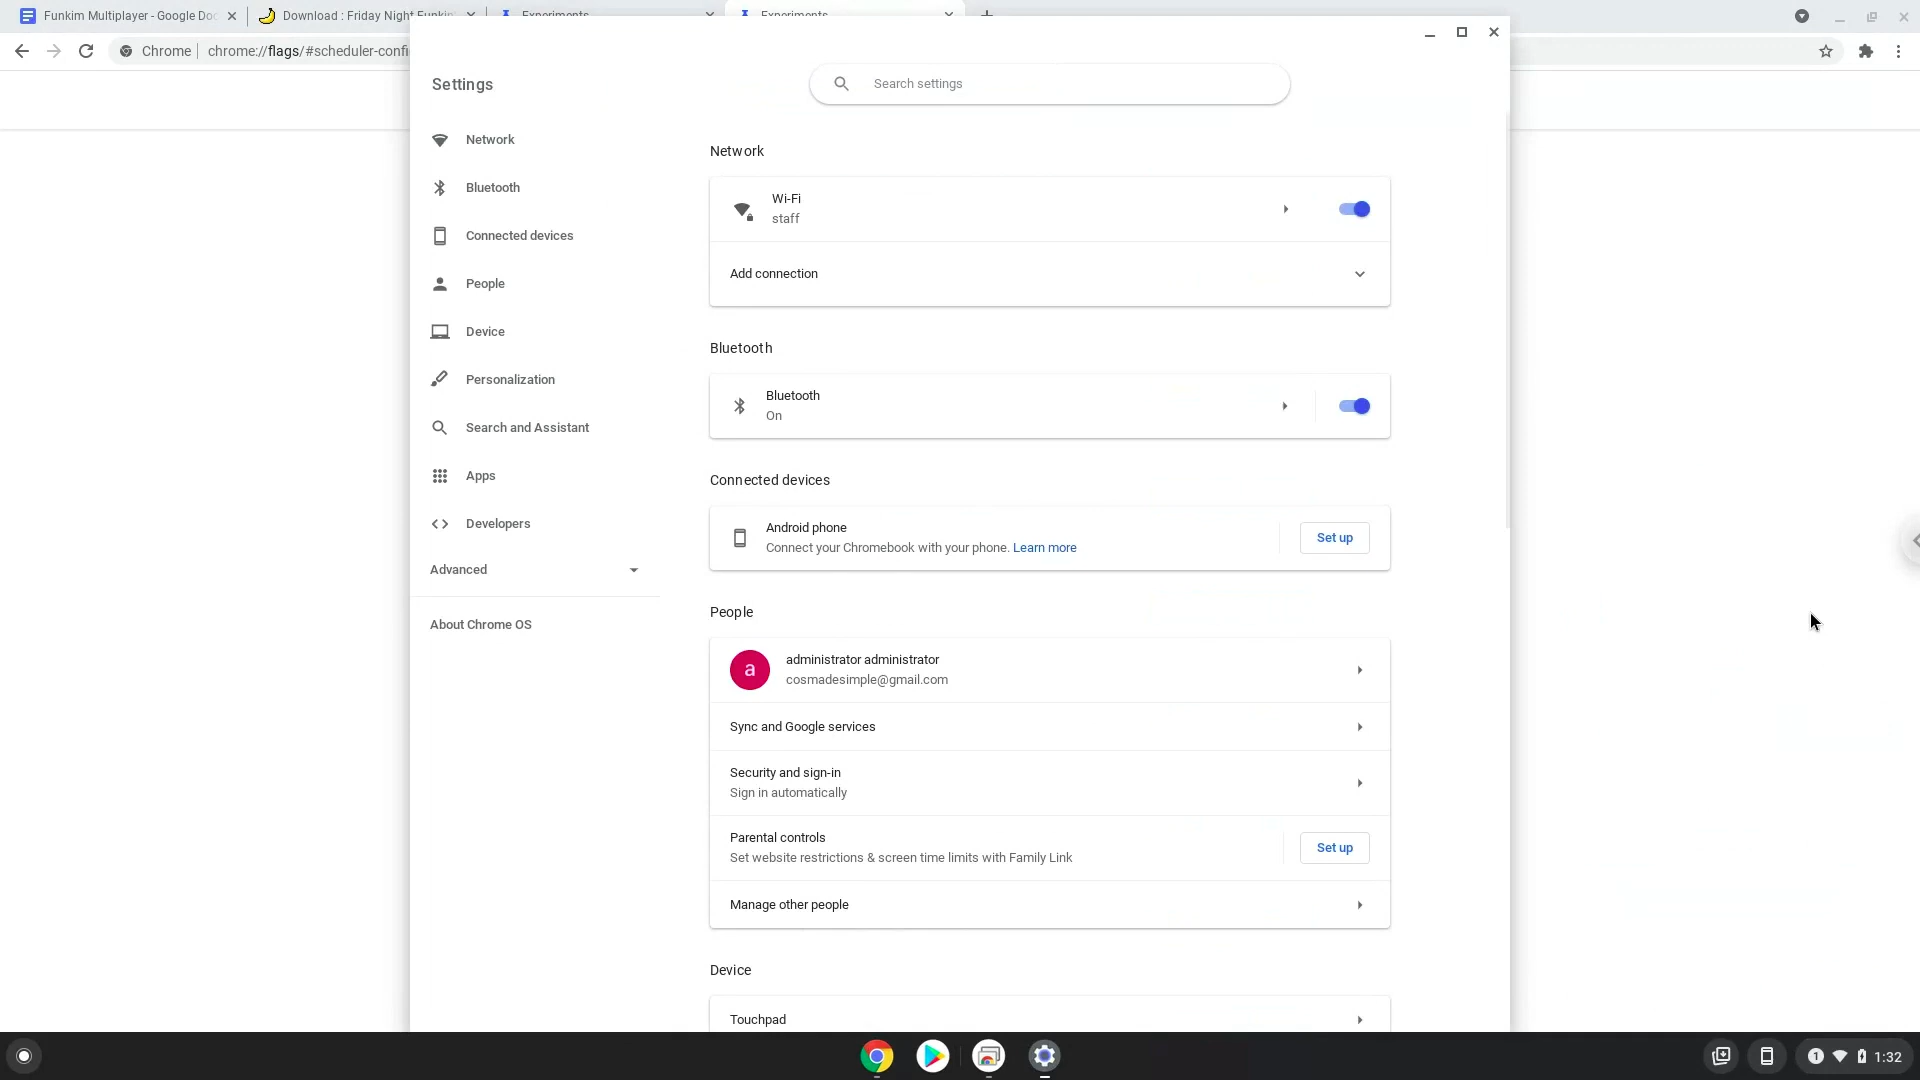 Funkim Multiplayer - Google Doc
Download : Friday Night Funkin
Experiments
Experiments
Chrome
chrome://flags/#scheduler-confi
Settings
Search settings
Network
Bluetooth
Connected devices
People
Device
Personalization
Search and Assistant
Apps
Developers
Advanced
About Chrome OS
Network
Wi-Fi
staff
Add connection
Bluetooth
Bluetooth
On
Connected devices
Android phone
Connect your Chromebook with your phone. Learn more
Set up
People
a
administrator administrator
cosmadesimple@gmail.com
Sync and Google services
Security and sign-in
Sign in automatically
Parental controls
Set website restrictions & screen time limits with Family Link
Set up
Manage other people
Device
Touchpad
1
1:32